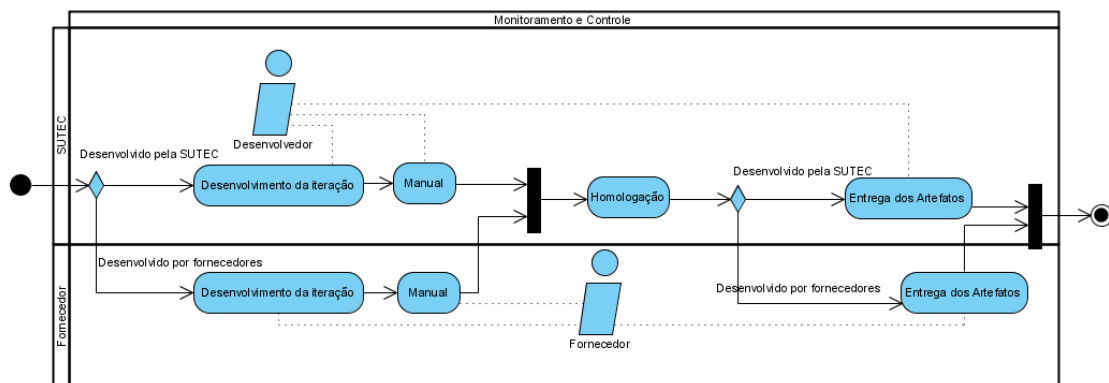 Monitoramento e Controle
SUTEC
Desenvolvedor
Desenvolvido pela SUTEC
Desenvolvimento da iteração
Manual
Homologação
Desenvolvido pela SUTEC
Entrega dos Artefatos
Fornecedor
Desenvolvido por fornecedores
Desenvolvimento da iteração
Manual
Fornecedor
Desenvolvido por fornecedores
Entrega dos Artefatos